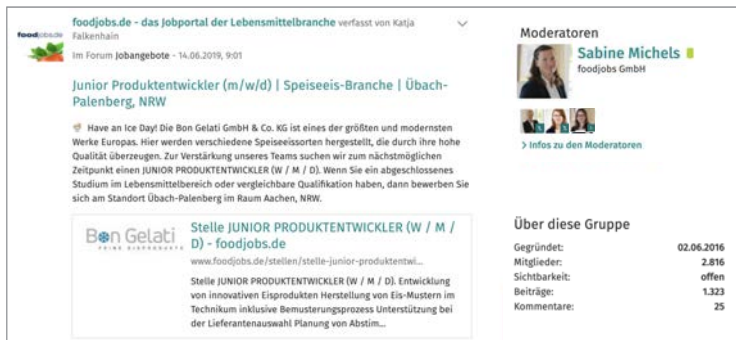 foodjobs.de
foodjobs.de - das Jobportal der Lebensmittelbranche verfasst von Katja
Falkenhain
Im Forum Jobangebote - 14.06.2019, 9:01
Junior Produktentwickler (m/w/d) | Speiseeis-Branche | Übach-
Palenberg, NRW
🍦 Have an Ice Day! Die Bon Gelati GmbH & Co. KG ist eines der größten und modernsten
Werke Europas. Hier werden verschiedene Speiseeissorten hergestellt, die durch ihre hohe
Qualität überzeugen. Zur Verstärkung unseres Teams suchen wir zum nächstmöglichen
Zeitpunkt einen JUNIOR PRODUKTENTWICKLER (W / M / D). Wenn Sie ein abgeschlossenes
Studium im Lebensmittelbereich oder vergleichbare Qualifikation haben, dann bewerben Sie
sich am Standort Übach-Palenberg im Raum Aachen, NRW.
Bon Gelati
FEINE EISPRODUKTE
Stelle JUNIOR PRODUKTENTWICKLER (W / M /
D) - foodjobs.de
www.foodjobs.de/stellen/stelle-junior-produktentwi...
Stelle JUNIOR PRODUKTENTWICKLER (W / M / D). Entwicklung
von innovativen Eisprodukten Herstellung von Eis-Mustern im
Technikum inklusive Bemusterungsprozess Unterstützung bei
der Lieferantenauswahl Planung von Abstim...
Moderatoren
Sabine Michels
foodjobs GmbH
> Infos zu den Moderatoren
Über diese Gruppe
Gegründet: 02.06.2016
Mitglieder: 2.816
Sichtbarkeit: offen
Beiträge: 1.323
Kommentare: 25